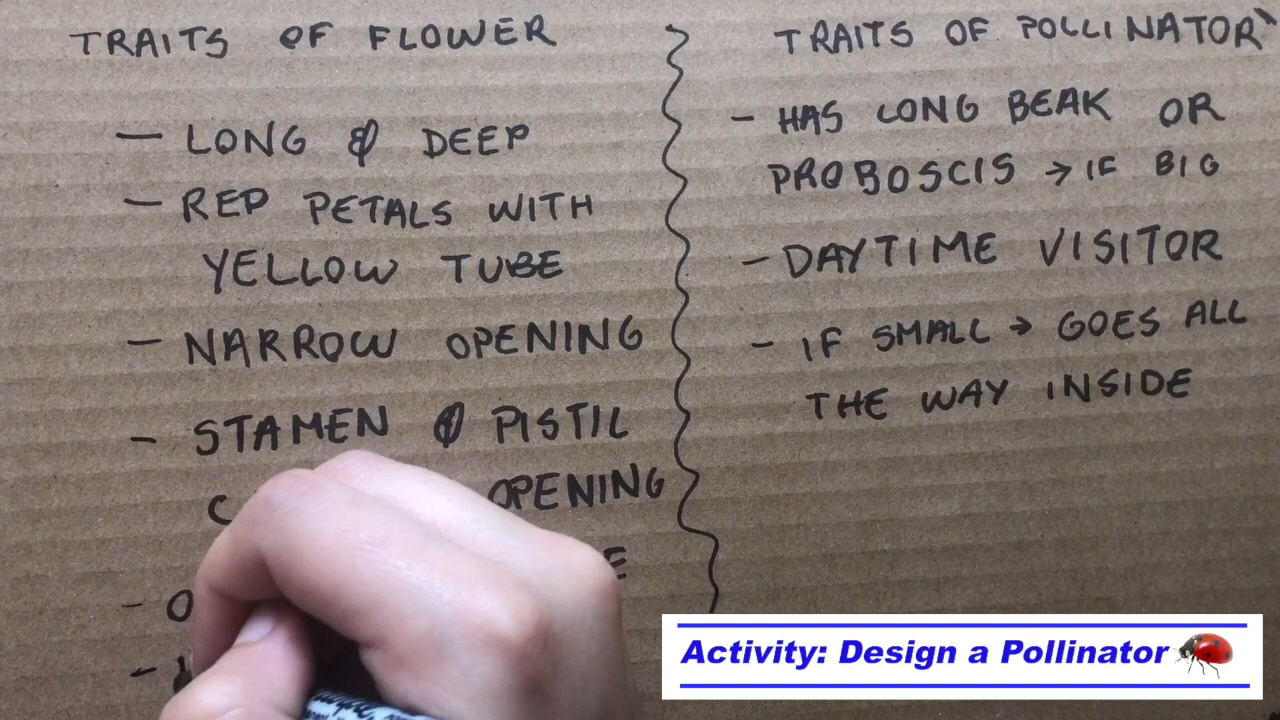 TRAITS OF FLOWER
- LONG & DEEP
- RED PETALS WITH
YELLOW TUBE
- NARROW OPENING
- STAMEN & PISTIL
OPENING
TRAITS OF POLLINATOR
- HAS LONG BEAK OR
PROBOSCIS → IF BIG
- DAYTIME VISITOR
- IF SMALL → GOES ALL
THE WAY INSIDE
Activity: Design a Pollinator